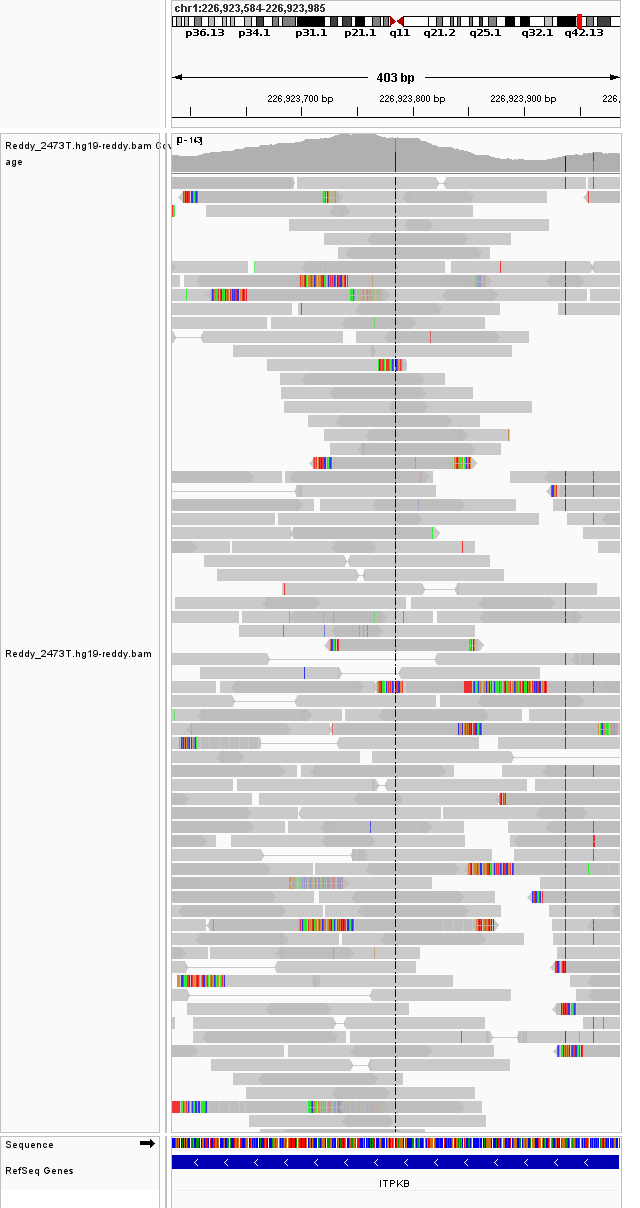 chr1:226,923,584-226,923,985
p36.13 p34.1 p31.1 p21.1 q11 q21.2 q25.1 q32.1 q42.13
403 bp
226,923,700 bp 226,923,800 bp 226,923,900 bp 226,
Reddy_2473T.hg19-reddy.bam Cov
age
[0 - 143]
Reddy_2473T.hg19-reddy.bam
Sequence
RefSeq Genes
ITPKB